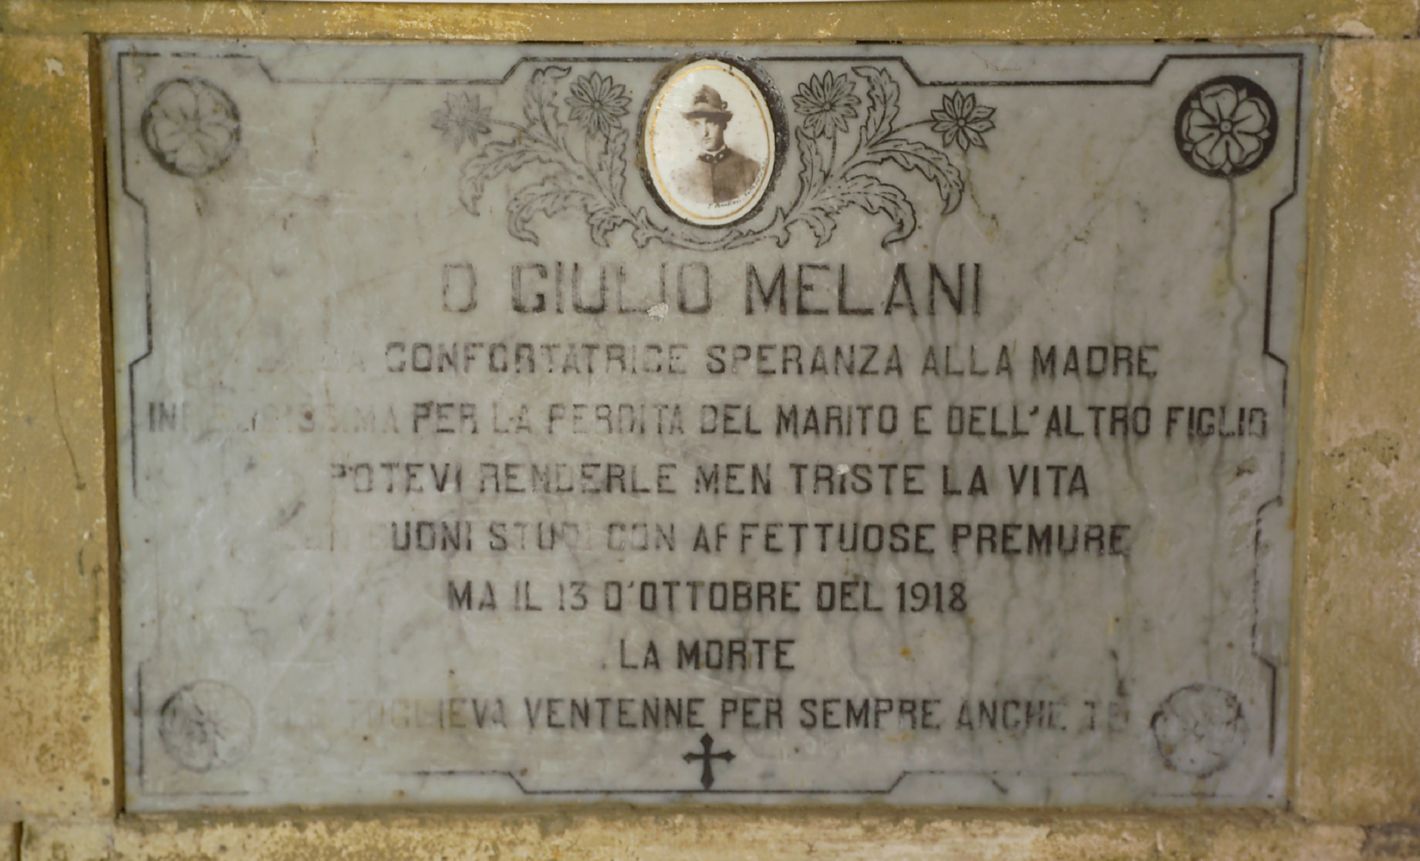 O GIULIO MELANI
CONFORTATRICE SPERANZA ALLA MADRE
INFELICISSIMA PER LA PERDITA DEL MARITO E DELL'ALTRO FIGLIO
POTEVI RENDERLE MEN TRISTE LA VITA
BUONI STUDI CON AFFETTUOSE PREMURE
MA IL 13 D'OTTOBRE DEL 1918
LA MORTE
TOGLIEVA VENTENNE PER SEMPRE ANCHE TE